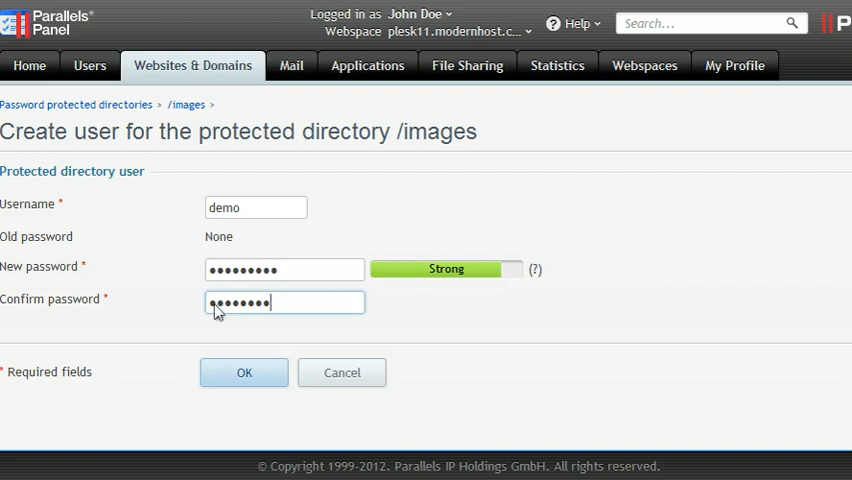 Parallels®
Panel
Logged in as John Doe
Webspace plesk11.modernhost.c...
? Help
Search...
P
Home Users Websites & Domains Mail Applications File Sharing Statistics Webspaces My Profile
Password protected directories > /images >
Create user for the protected directory /images
Protected directory user
Username * demo
Old password None
New password * ●●●●●●●●● Strong (?)
Confirm password * ●●●●●●●●
* Required fields OK Cancel
© Copyright 1999-2012. Parallels IP Holdings GmbH. All rights reserved.